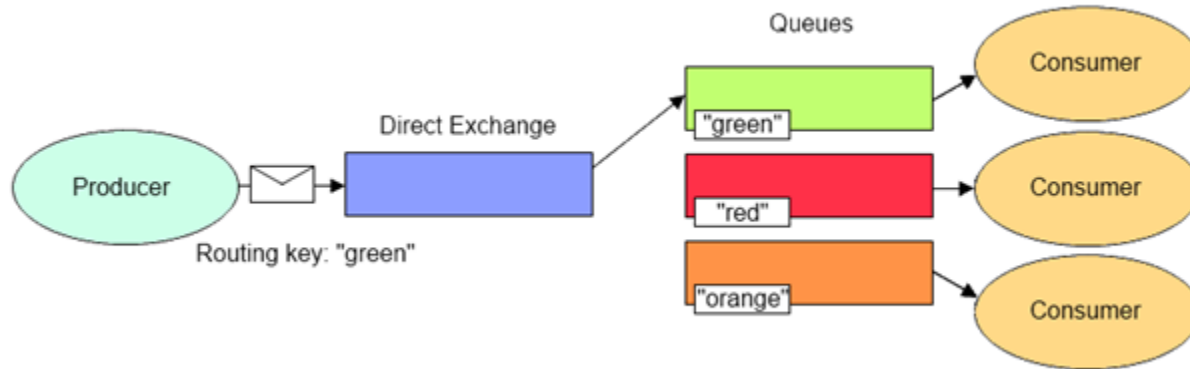 Queues
Consumer
"green"
Direct Exchange
Producer
Consumer
"red"
Routing key: "green"
"orange"
Consumer